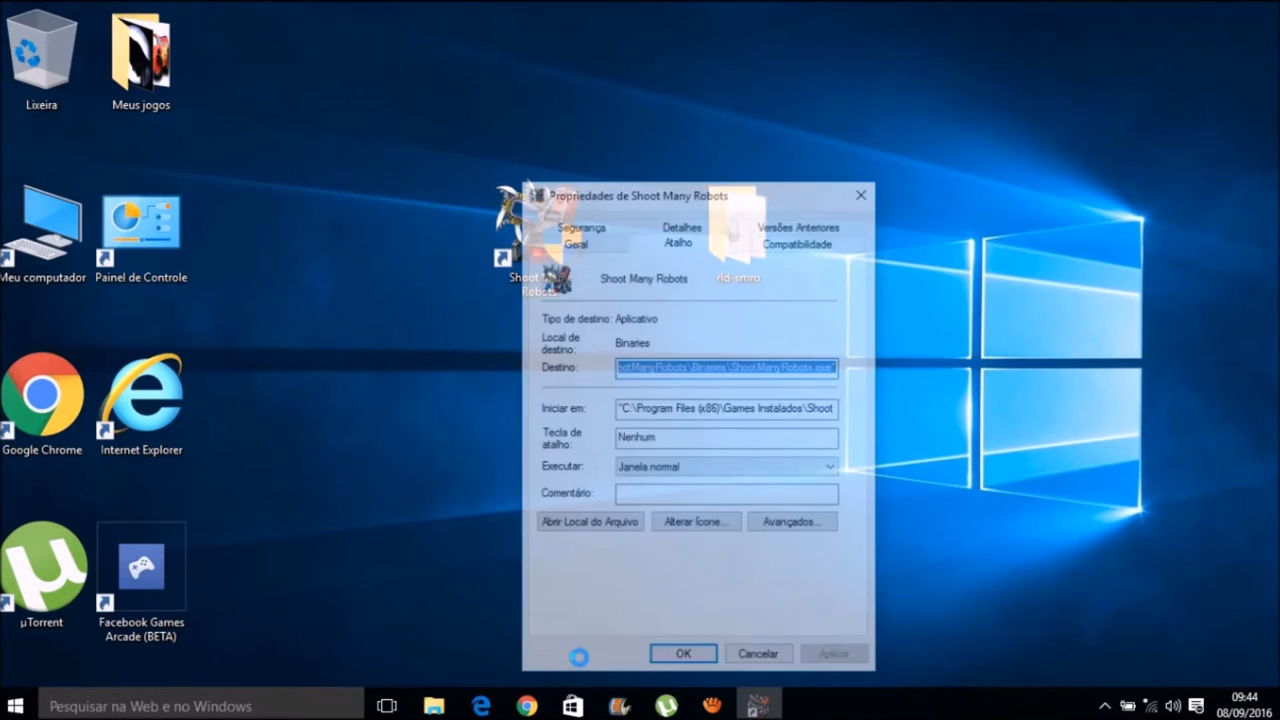 Lixeira
Meus jogos
Meu computador
Painel de Controle
Google Chrome
Internet Explorer
µTorrent
Facebook Games
Arcade (BETA)
Shoot Many
Robots
rld-smro
Propriedades de Shoot Many Robots
Segurança
Detalhes
Versões Anteriores
Geral
Atalho
Compatibilidade
Shoot Many Robots
Tipo de destino: Aplicativo
Local de
destino:
Binaries
Destino:
ootManyRobots\Binaries\ShootManyRobots.exe"
Iniciar em:
"C:\Program Files (x86)\Games Instalados\Shoot
Tecla de
atalho:
Nenhum
Executar:
Janela normal
Comentário:
Abrir Local do Arquivo
Alterar Ícone...
Avançados...
OK
Cancelar
Aplicar
Pesquisar na Web e no Windows
09:44
08/09/2016